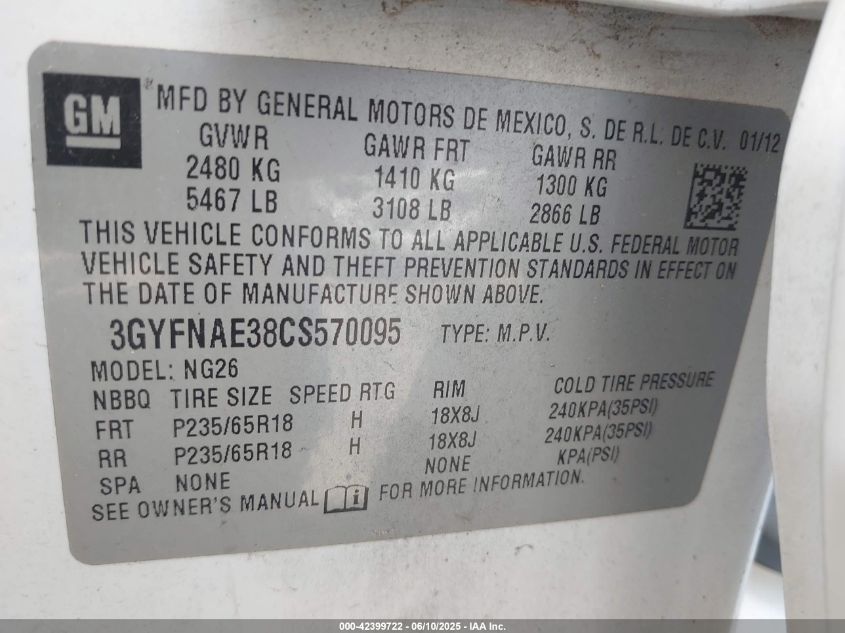 GM
MFD BY GENERAL MOTORS DE MEXICO, S. DE R.L. DE C.V. 01/12
GVWR GAWR FRT GAWR RR
2480 KG 1410 KG 1300 KG
5467 LB 3108 LB 2866 LB
THIS VEHICLE CONFORMS TO ALL APPLICABLE U.S. FEDERAL MOTOR
VEHICLE SAFETY AND THEFT PREVENTION STANDARDS IN EFFECT ON
THE DATE OF MANUFACTURE SHOWN ABOVE.
3GYFNAE38CS570095 TYPE: M.P.V.
MODEL: NG26
NBBQ TIRE SIZE SPEED RTG RIM COLD TIRE PRESSURE
FRT P235/65R18 H 18X8J 240KPA(35PSI)
RR P235/65R18 H 18X8J 240KPA(35PSI)
SPA NONE NONE KPA(PSI)
SEE OWNER'S MANUAL i FOR MORE INFORMATION.
000-42399722 - 06/10/2025 - IAA Inc.